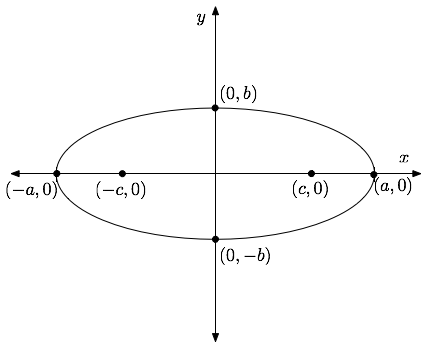 y
(0, b)
x
(−a, 0)
(−c, 0)
(c, 0)
(a, 0)
(0, −b)